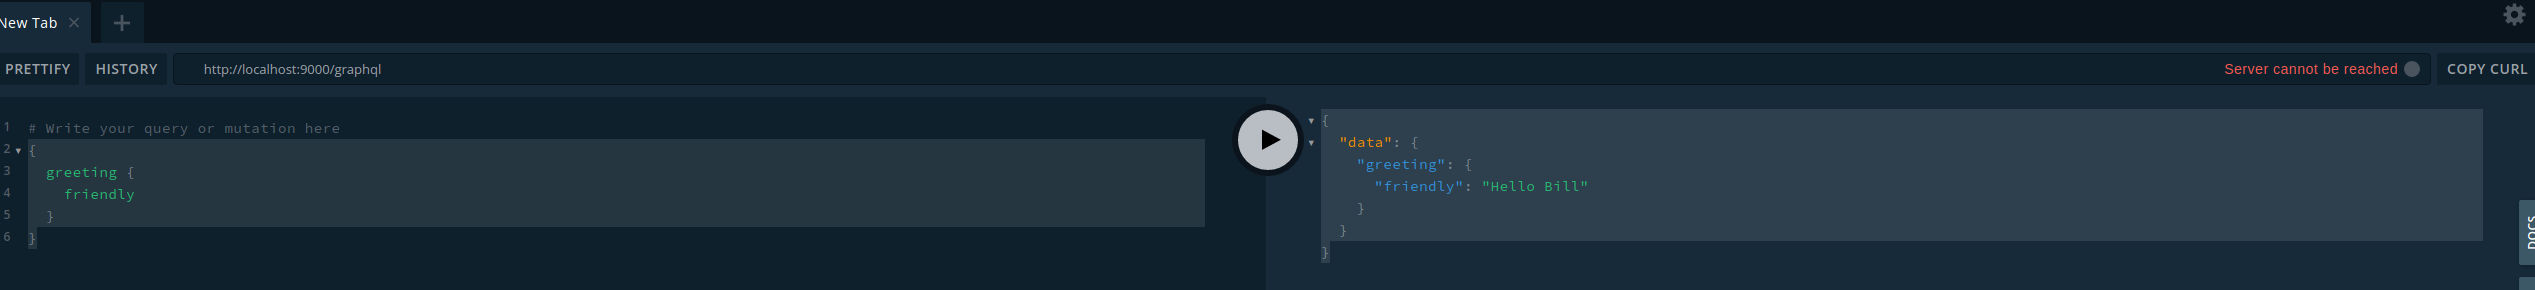 New Tab
PRETTIFY HISTORY http://localhost:9000/graphql Server cannot be reached COPY CURL
1 # Write your query or mutation here
2 {
3 greeting {
4 friendly
5 }
6 }
{
"data": {
"greeting": {
"friendly": "Hello Bill"
}
}
}
DOCS